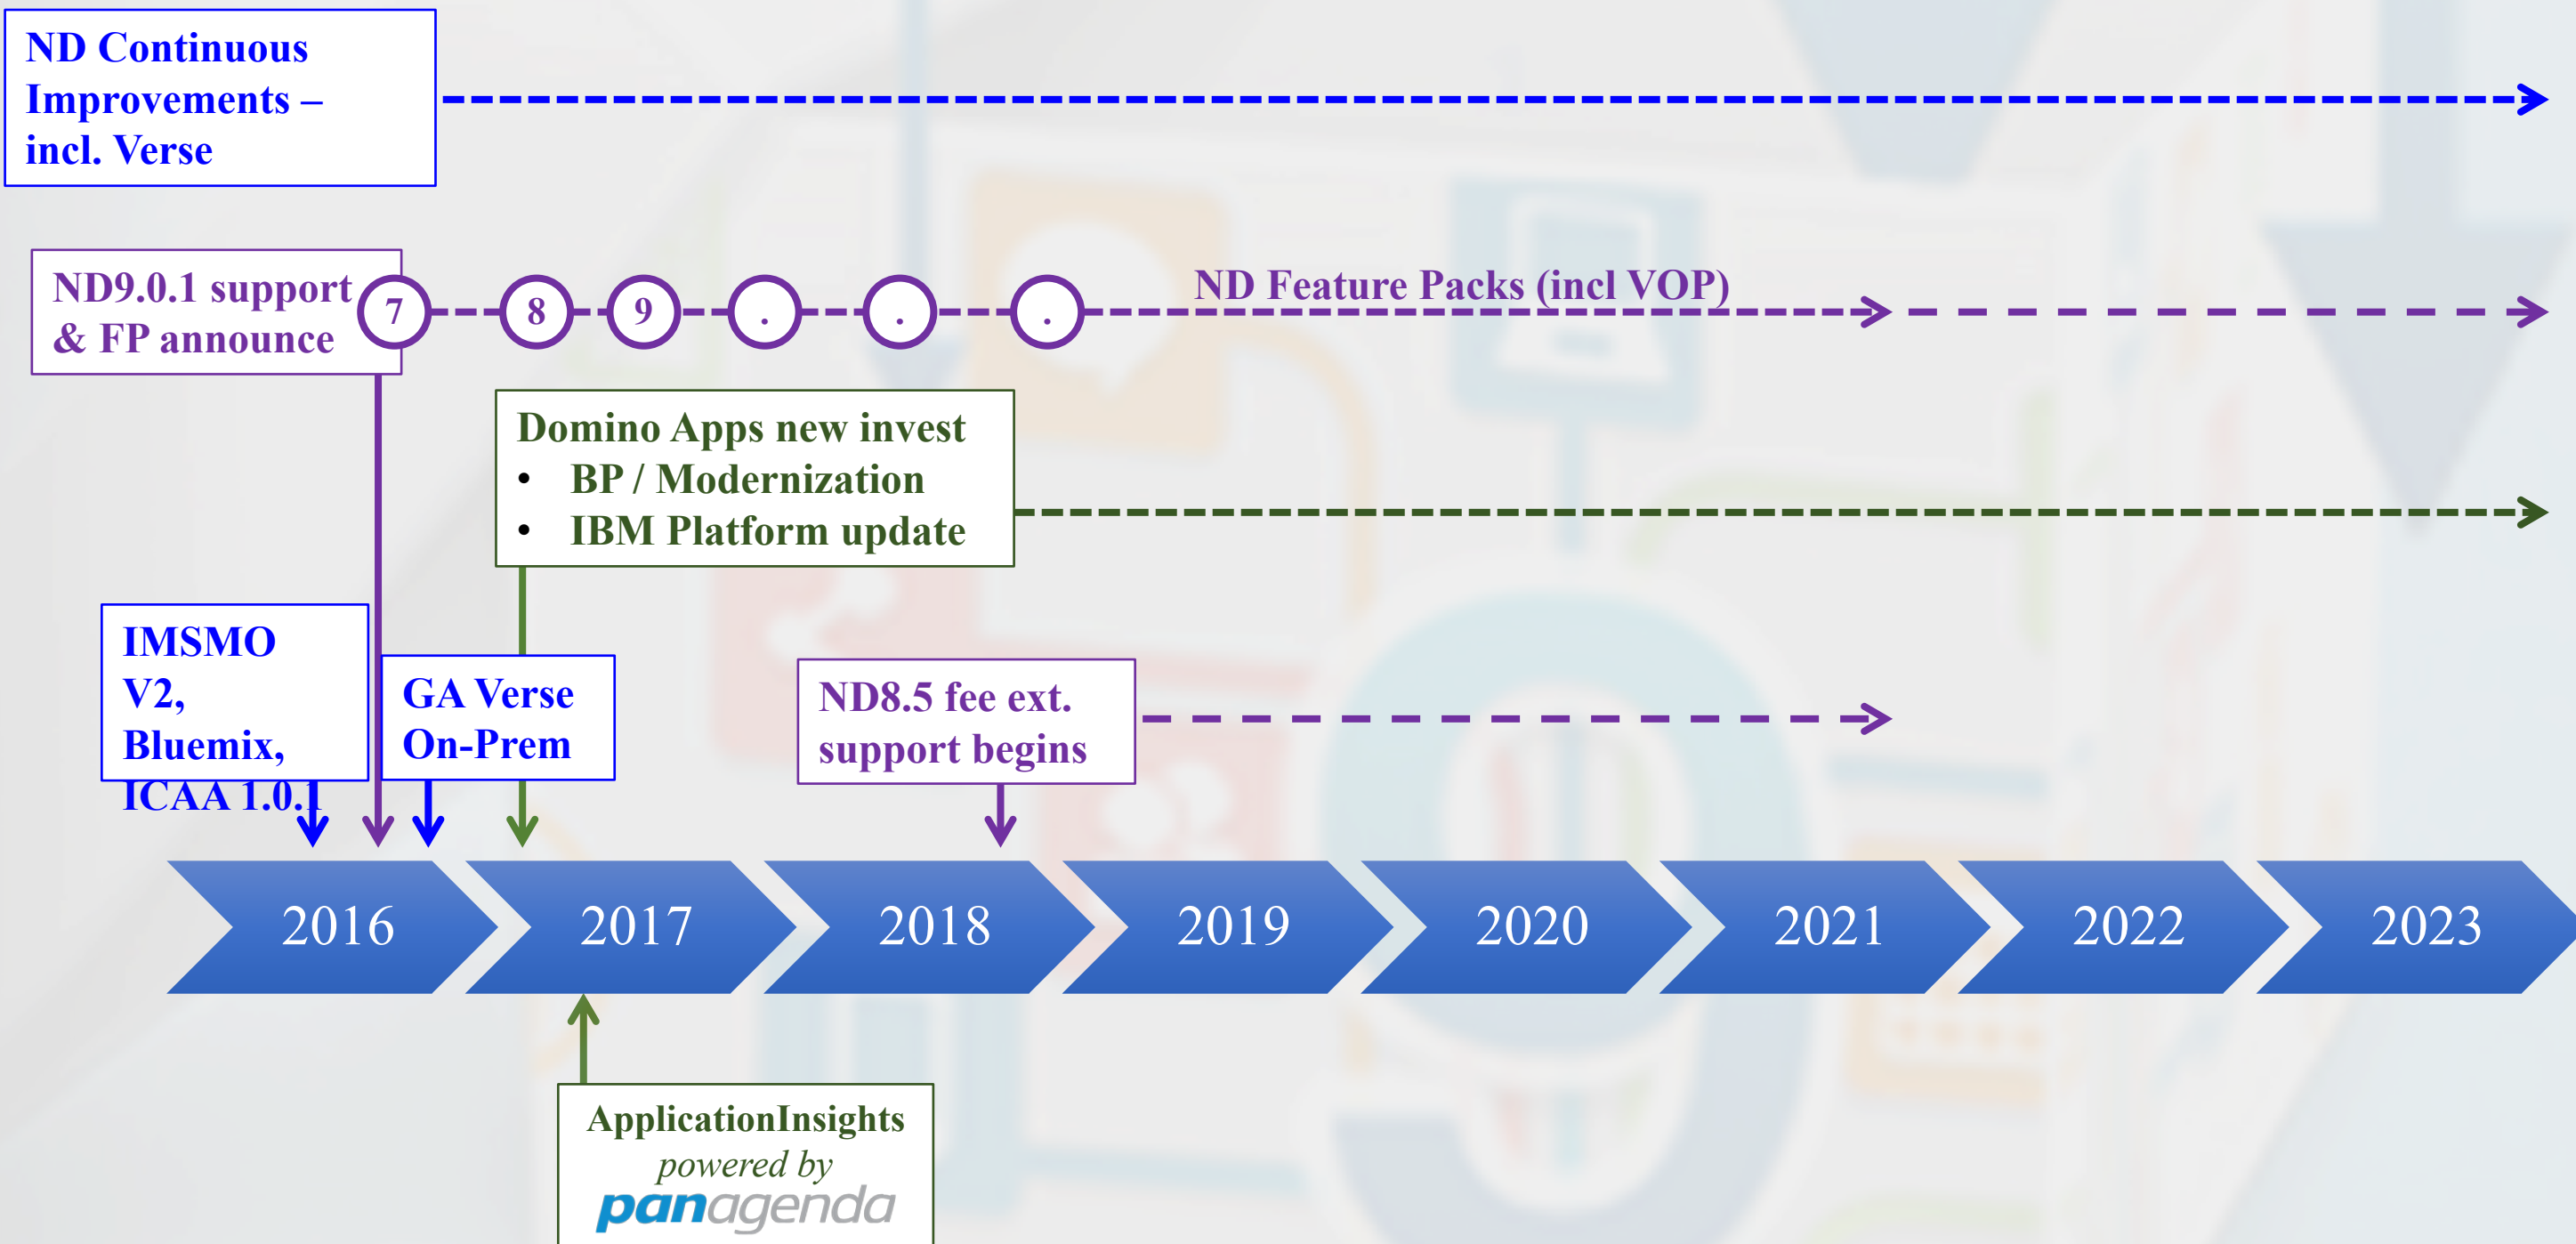 ND Continuous
Improvements –
incl. Verse
ND9.0.1 support
& FP announce
7
8
9
.
.
.
ND Feature Packs (incl VOP)
Domino Apps new invest
• BP / Modernization
• IBM Platform update
IMSMO
V2,
Bluemix,
ICAA 1.0.1
GA Verse
On-Prem
ND8.5 fee ext.
support begins
2016
2017
2018
2019
2020
2021
2022
2023
ApplicationInsights
powered by
panagenda